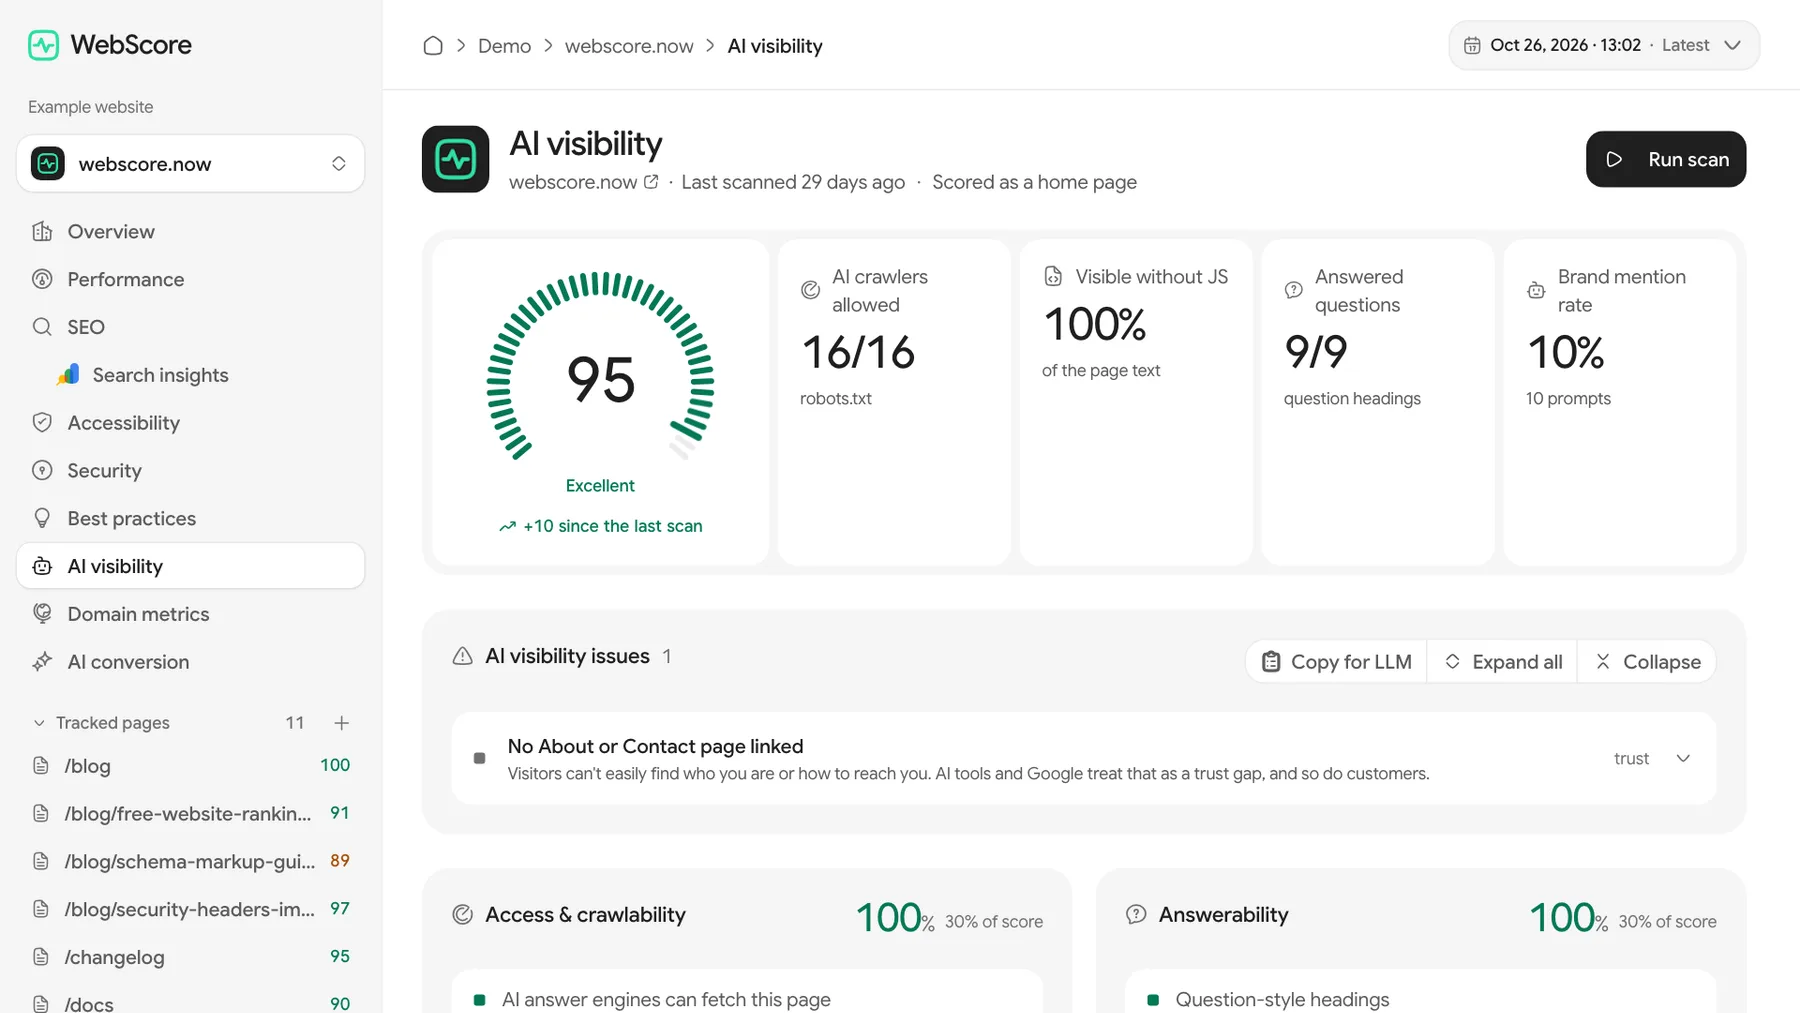 WebScore
Example website
webscore.now
Overview
Performance
SEO
Search insights
Accessibility
Security
Best practices
AI visibility
Domain metrics
AI conversion
Tracked pages 11
/blog 100
/blog/free-website-rankin... 91
/blog/schema-markup-gui... 89
/blog/security-headers-im... 97
/changelog 95
/docs 90
Demo > webscore.now > AI visibility
Oct 26, 2026 · 13:02 · Latest
AI visibility
webscore.now · Last scanned 29 days ago · Scored as a home page
Run scan
95
Excellent
+10 since the last scan
AI crawlers
allowed
16/16
robots.txt
Visible without JS
100%
of the page text
Answered
questions
9/9
question headings
Brand mention
rate
10%
10 prompts
AI visibility issues 1
Copy for LLM
Expand all
Collapse
No About or Contact page linked
Visitors can't easily find who you are or how to reach you. AI tools and Google treat that as a trust gap, and so do customers.
trust
Access & crawlability 100% 30% of score
AI answer engines can fetch this page
Answerability 100% 30% of score
Question-style headings